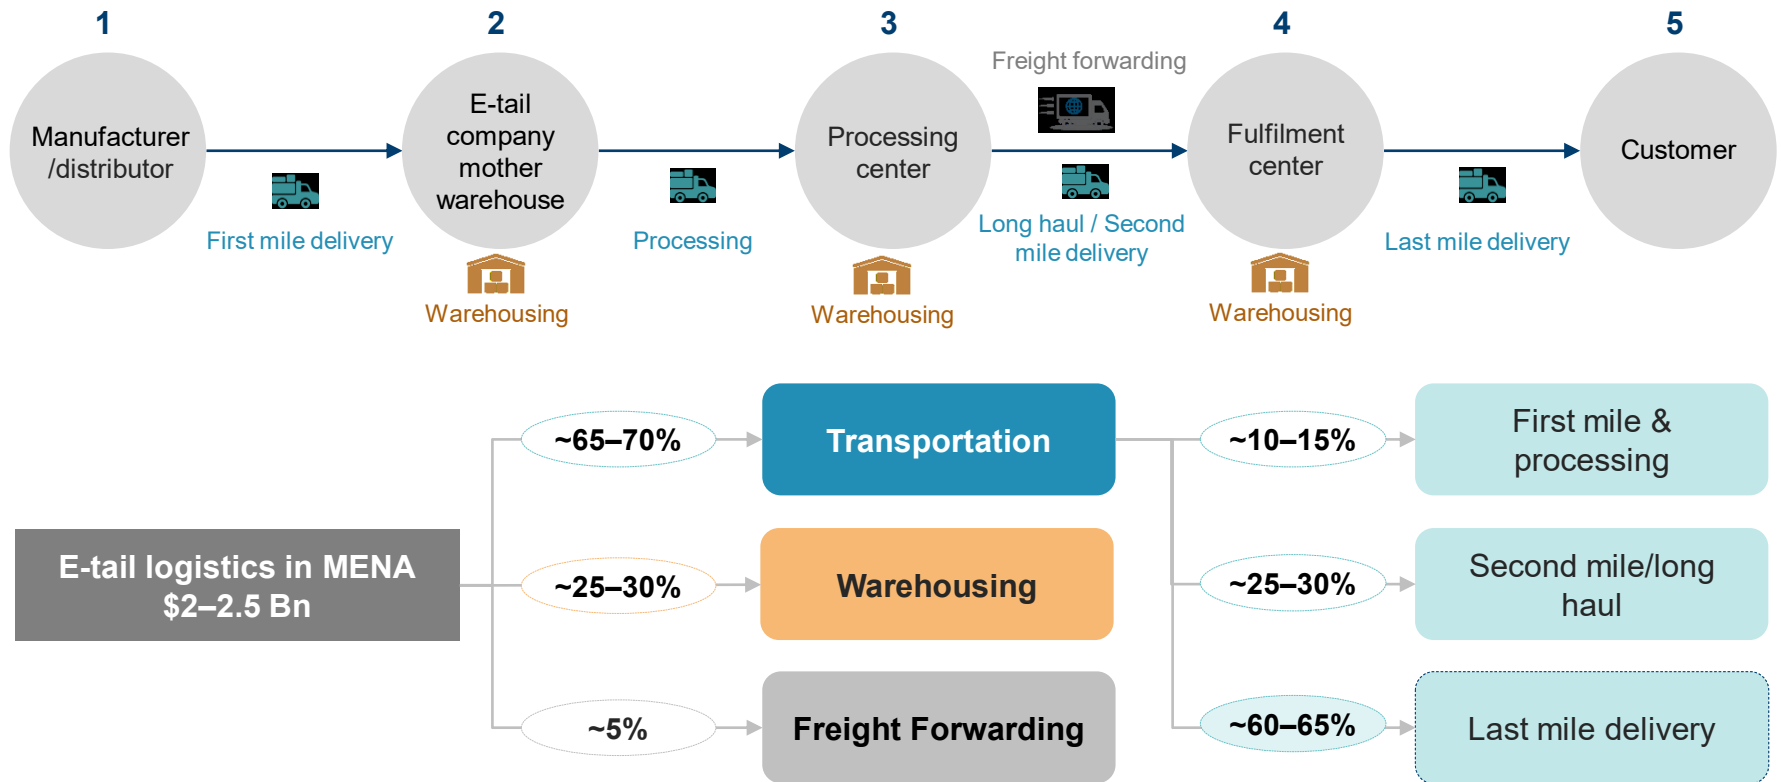 1
2
3
4
5
Manufacturer
/distributor
First mile delivery
E-tail
company
mother
warehouse
Warehousing
Processing
Processing
center
Warehousing
Freight forwarding
Long haul / Second
mile delivery
Fulfilment
center
Warehousing
Last mile delivery
Customer
E-tail logistics in MENA
$2–2.5 Bn
~65–70%
Transportation
~25–30%
Warehousing
~5%
Freight Forwarding
~10–15%
First mile &
processing
~25–30%
Second mile/long
haul
~60–65%
Last mile delivery